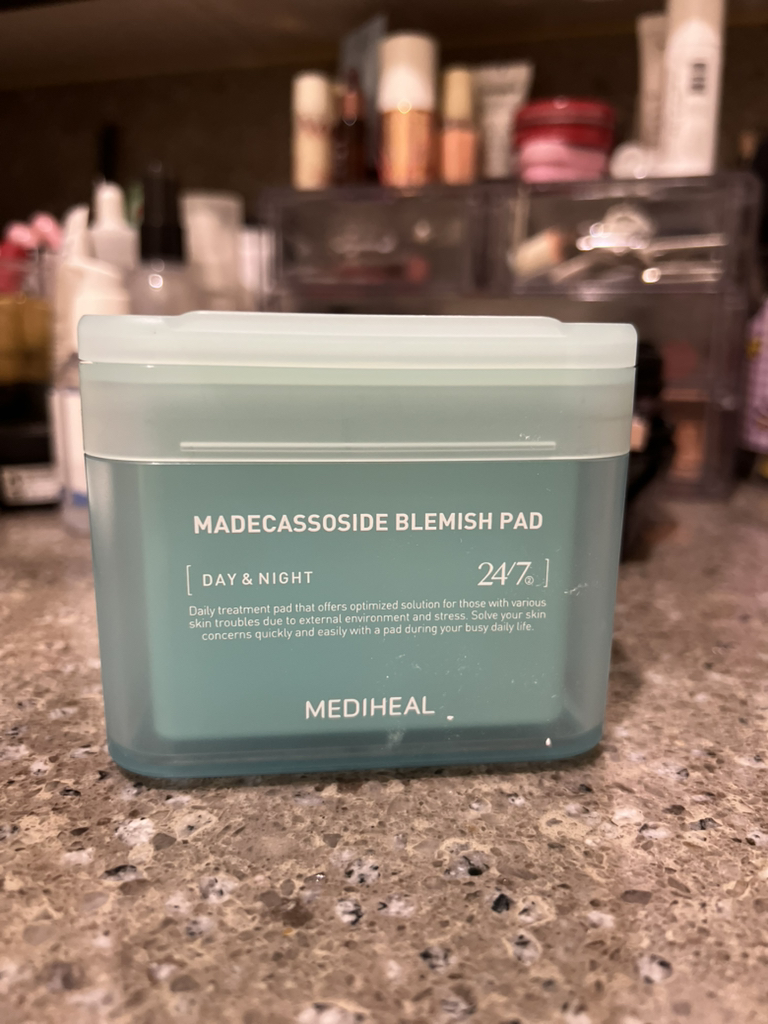 MADECASSOSIDE BLEMISH PAD
[ DAY & NIGHT 24/7 ]
Daily treatment pad that offers optimized solution for those with various
skin troubles due to external environment and stress. Solve your skin
concerns quickly and easily with a pad during your busy daily life.
MEDIHEAL